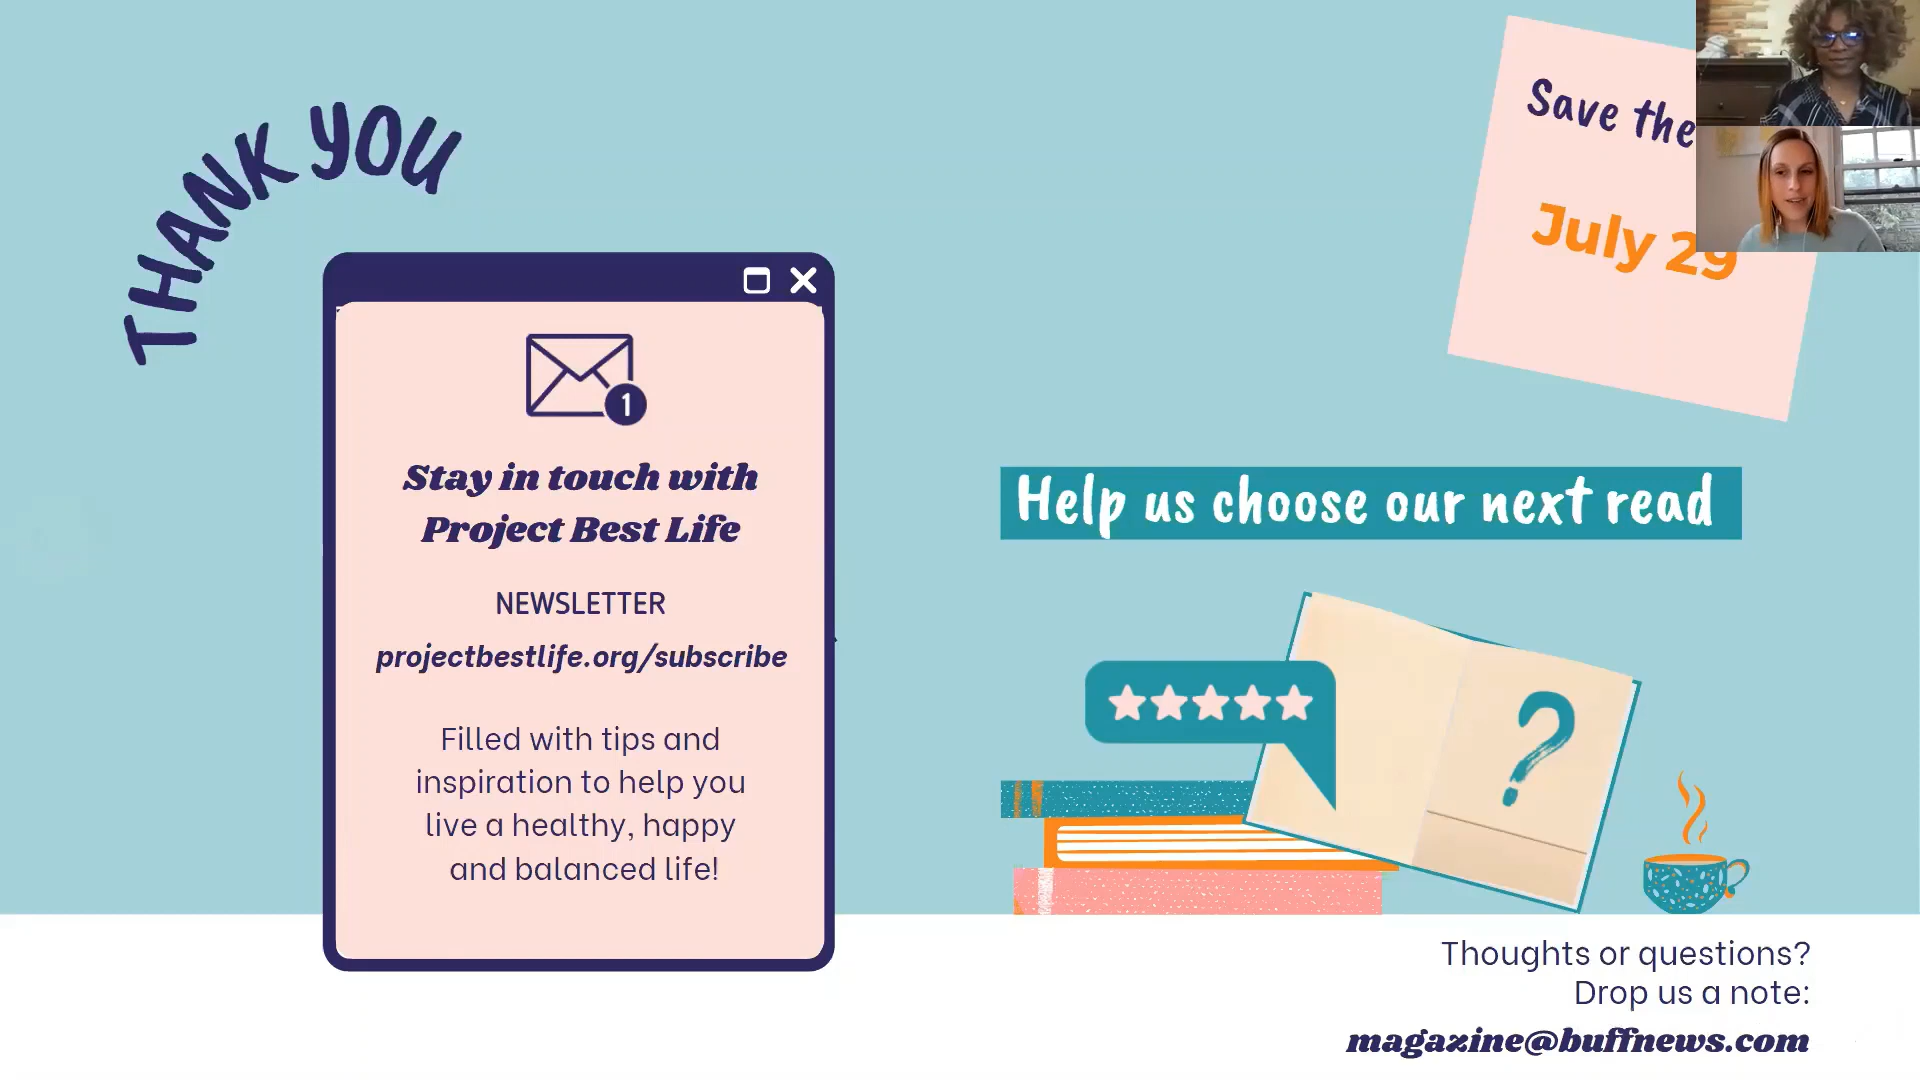 THANK YOU
Save the
July 29
1
Stay in touch with
Project Best Life
NEWSLETTER
projectbestlife.org/subscribe
Filled with tips and
inspiration to help you
live a healthy, happy
and balanced life!
Help us choose our next read
?
Thoughts or questions?
Drop us a note:
magazine@buffnews.com